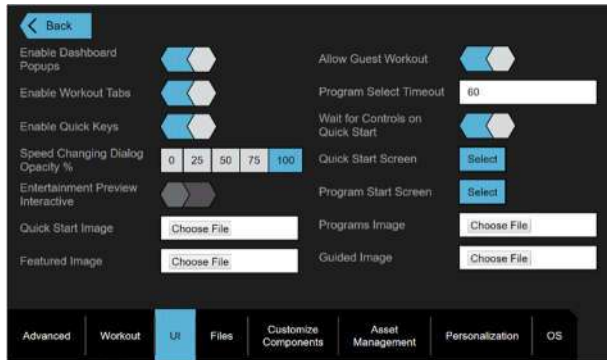 Back
Enable Dashboard
Popups
Allow Guest Workout
Enable Workout Tabs
Program Select Timeout
60
Enable Quick Keys
Wait for Controls on
Quick Start
Speed Changing Dialog
Opacity %
0 25 50 75 100
Quick Start Screen
Select
Entertainment Preview
Interactive
Program Start Screen
Select
Quick Start Image
Choose File
Programs Image
Choose File
Featured Image
Choose File
Guided Image
Choose File
Advanced
Workout
UI
Files
Customize
Components
Asset
Management
Personalization
OS